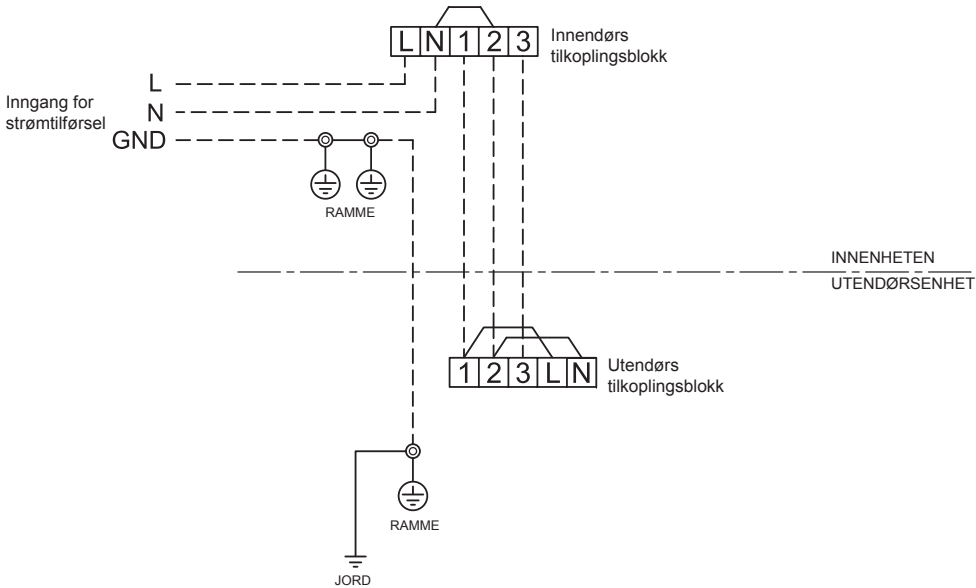 L N 1 2 3
Innendørs
tilkoplingsblokk
Inngang for
strømtilførsel
L
N
GND
RAMME
INNENHETEN
UTENDØRSENHET
1 2 3 L N
Utendørs
tilkoplingsblokk
RAMME
JORD